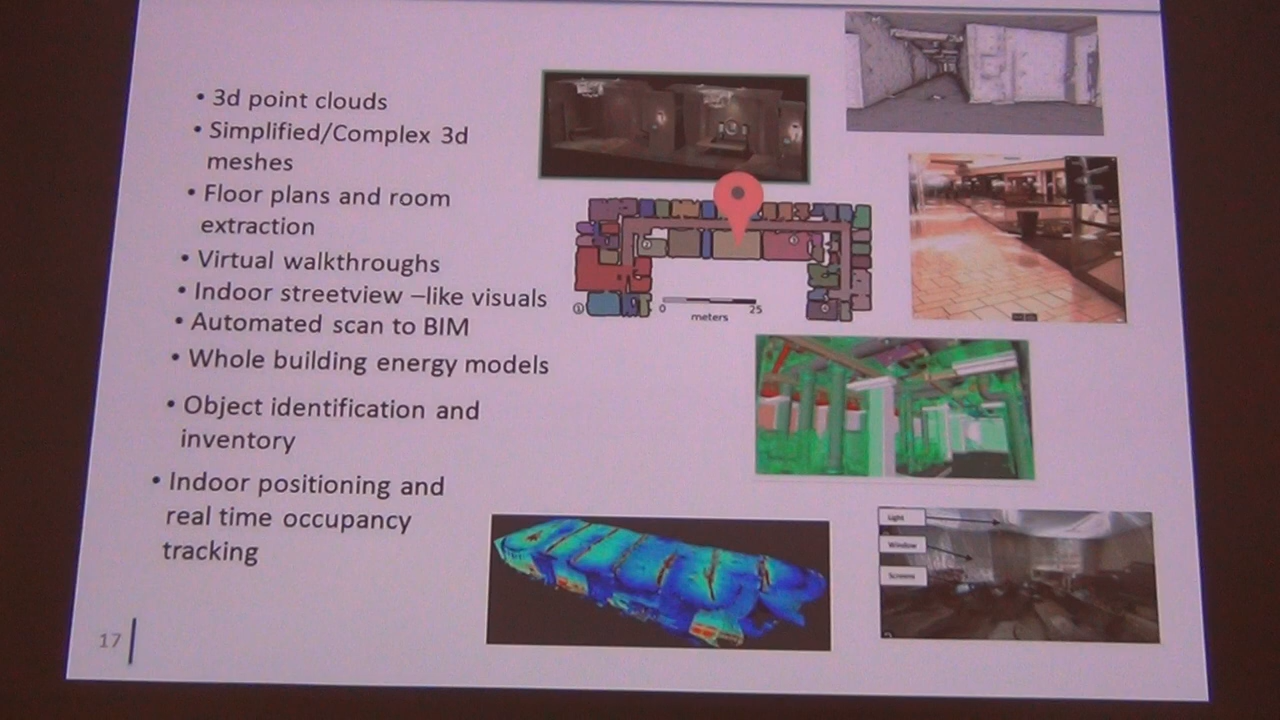 • 3d point clouds
• Simplified/Complex 3d
meshes
• Floor plans and room
extraction
• Virtual walkthroughs
• Indoor streetview –like visuals
• Automated scan to BIM
• Whole building energy models
• Object identification and
inventory
• Indoor positioning and
real time occupancy
tracking
0 25
meters
Light
Window
Screens
17